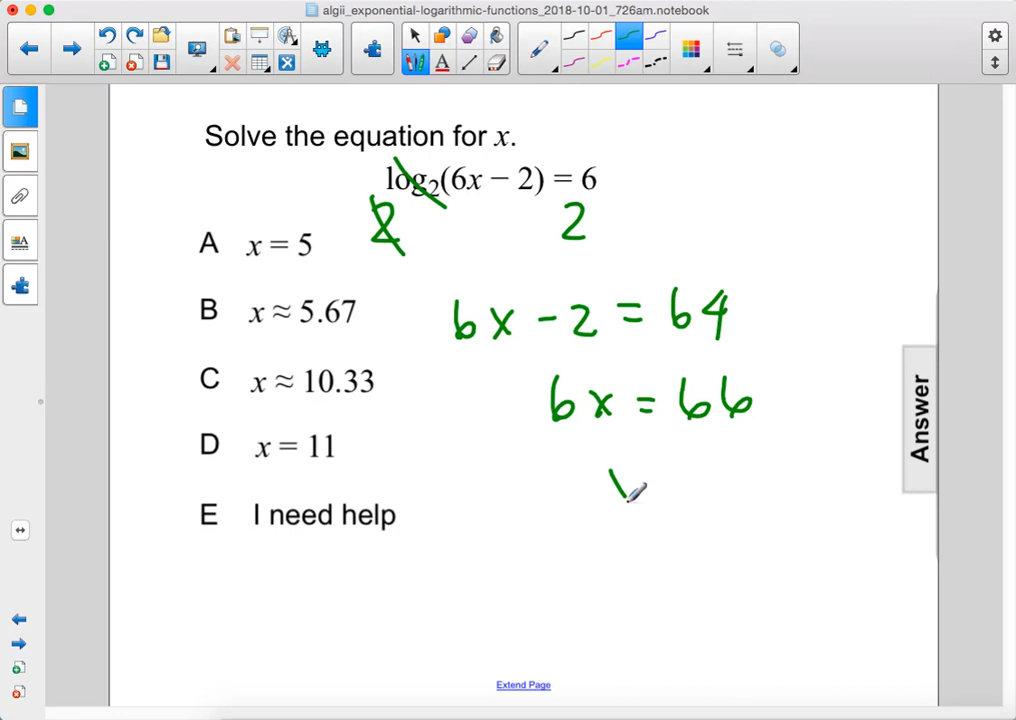 algii_exponential-logarithmic-functions_2018-10-01_726am.notebook
A
Solve the equation for x.
log₂(6x − 2) = 6
2 2
A x = 5
B x ≈ 5.67
6x - 2 = 64
C x ≈ 10.33
6x = 66
D x = 11
E I need help
Answer
Extend Page